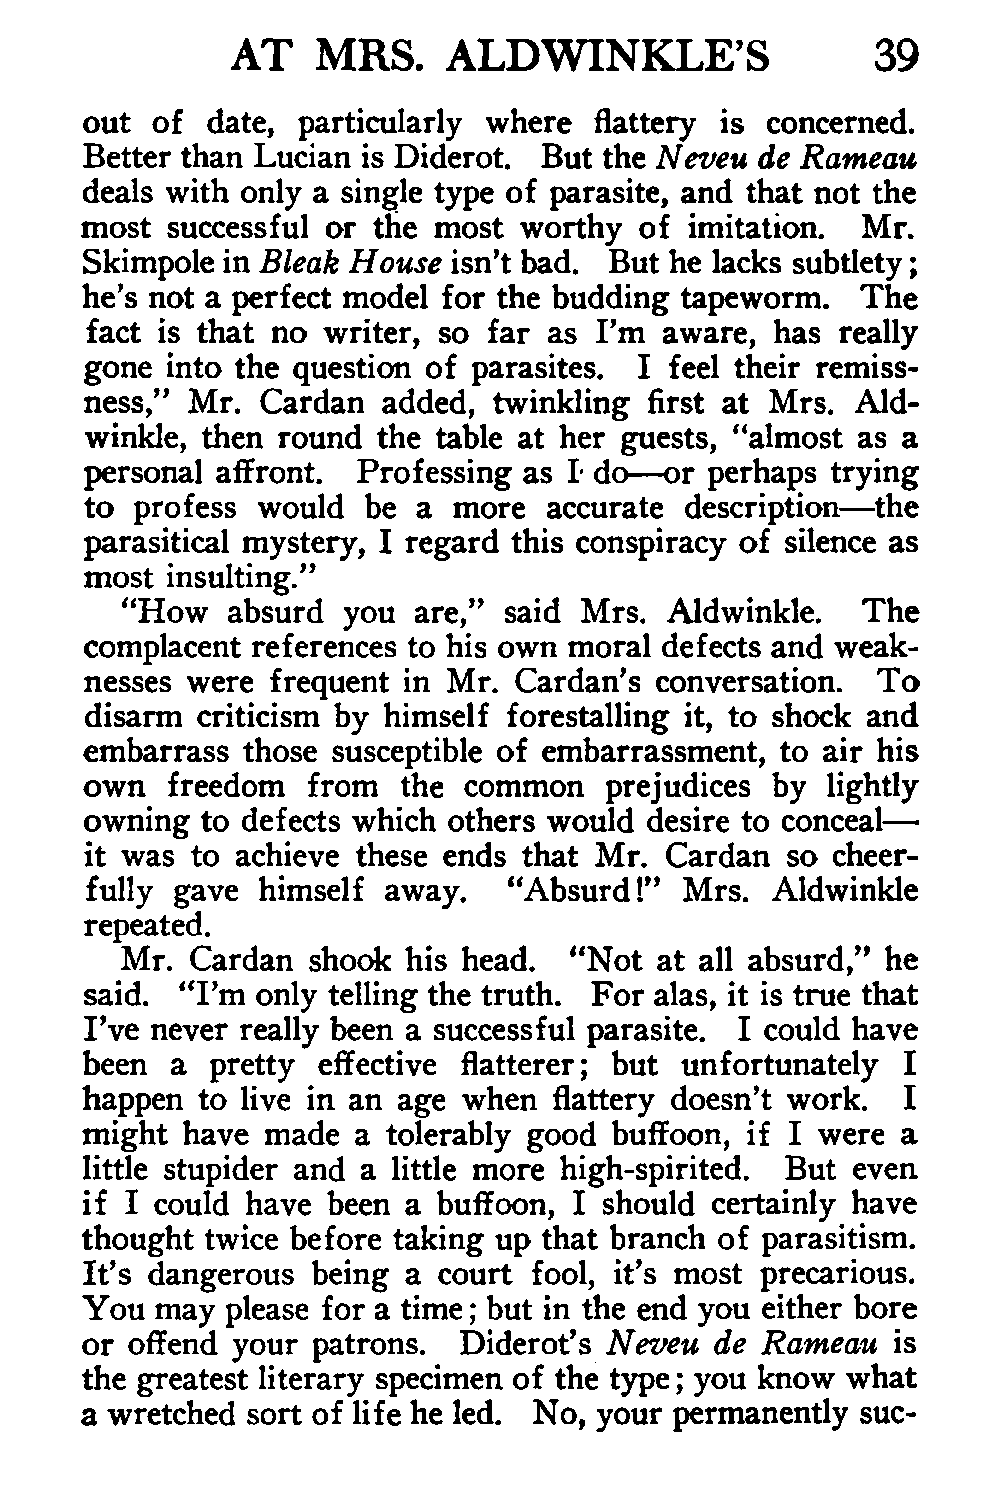 AT MRS. ALDWINKLE'S 39
out of date, particularly where flattery is concerned.
Better than Lucian is Diderot. But the Neveu de Rameau
deals with only a single type of parasite, and that not the
most successful or the most worthy of imitation. Mr.
Skimpole in Bleak House isn't bad. But he lacks subtlety;
he's not a perfect model for the budding tapeworm. The
fact is that no writer, so far as I'm aware, has really
gone into the question of parasites. I feel their remiss-
ness," Mr. Cardan added, twinkling first at Mrs. Ald-
winkle, then round the table at her guests, "almost as a
personal affront. Professing as I do—or perhaps trying
to profess would be a more accurate description—the
parasitical mystery, I regard this conspiracy of silence as
most insulting."
"How absurd you are," said Mrs. Aldwinkle. The
complacent references to his own moral defects and weak-
nesses were frequent in Mr. Cardan's conversation. To
disarm criticism by himself forestalling it, to shock and
embarrass those susceptible of embarrassment, to air his
own freedom from the common prejudices by lightly
owning to defects which others would desire to conceal—
it was to achieve these ends that Mr. Cardan so cheer-
fully gave himself away. "Absurd!" Mrs. Aldwinkle
repeated.
Mr. Cardan shook his head. "Not at all absurd," he
said. "I'm only telling the truth. For alas, it is true that
I've never really been a successful parasite. I could have
been a pretty effective flatterer; but unfortunately I
happen to live in an age when flattery doesn't work. I
might have made a tolerably good buffoon, if I were a
little stupider and a little more high-spirited. But even
if I could have been a buffoon, I should certainly have
thought twice before taking up that branch of parasitism.
It's dangerous being a court fool, it's most precarious.
You may please for a time; but in the end you either bore
or offend your patrons. Diderot's Neveu de Rameau is
the greatest literary specimen of the type; you know what
a wretched sort of life he led. No, your permanently suc-